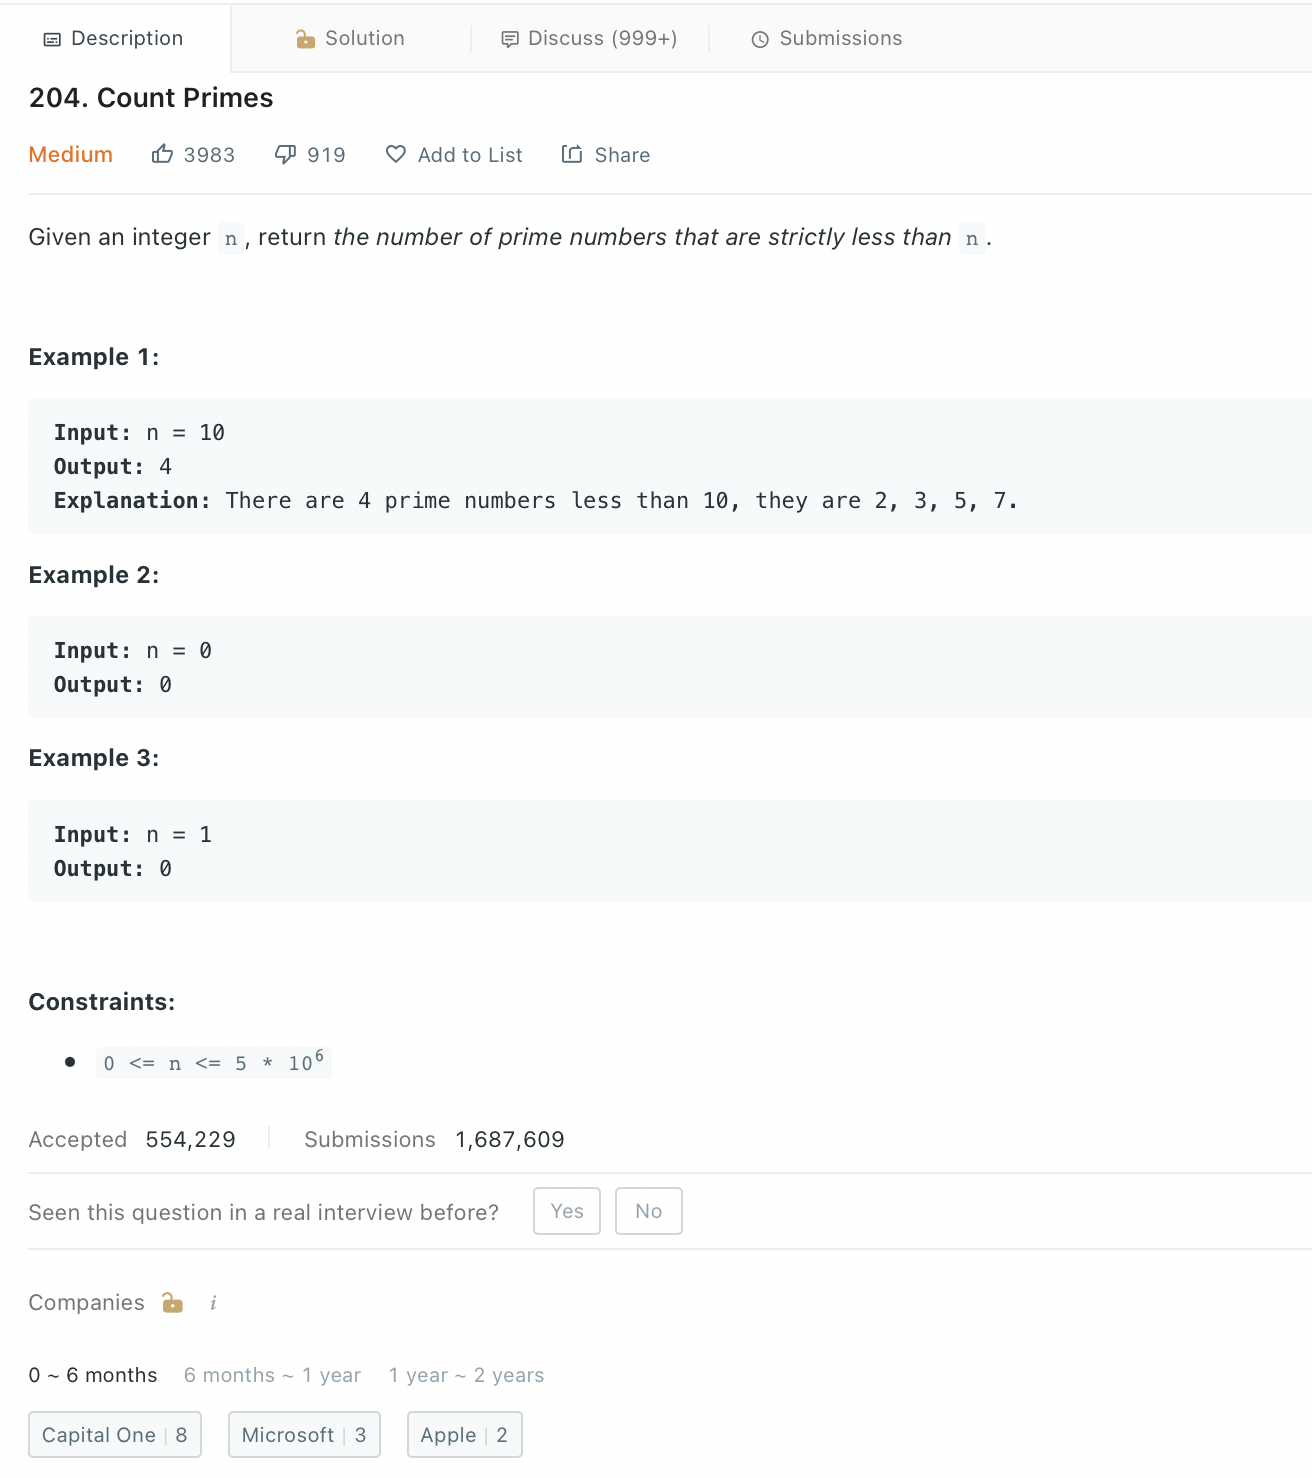 Description Solution Discuss (999+) Submissions
204. Count Primes
Medium 3983 919 Add to List Share
Given an integer n, return the number of prime numbers that are strictly less than n.
Example 1:
Input: n = 10
Output: 4
Explanation: There are 4 prime numbers less than 10, they are 2, 3, 5, 7.
Example 2:
Input: n = 0
Output: 0
Example 3:
Input: n = 1
Output: 0
Constraints:
• 0 <= n <= 5 * 10⁶
Accepted 554,229 Submissions 1,687,609
Seen this question in a real interview before? Yes No
Companies i
0 ~ 6 months 6 months ~ 1 year 1 year ~ 2 years
Capital One | 8 Microsoft | 3 Apple | 2